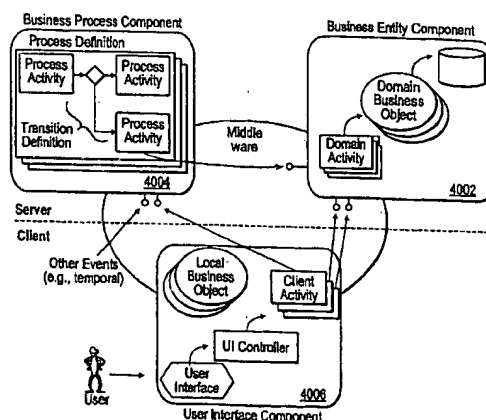 Business Process Component
Process Definition
Process Activity
Process Activity
Transition Definition
Process Activity
4004
Middle ware
Business Entity Component
Domain Business Object
Domain Activity
4002
Server
Client
Other Events (e.g., temporal)
Local Business Object
Client Activity
UI Controller
User Interface
4006
User
User Interface Component